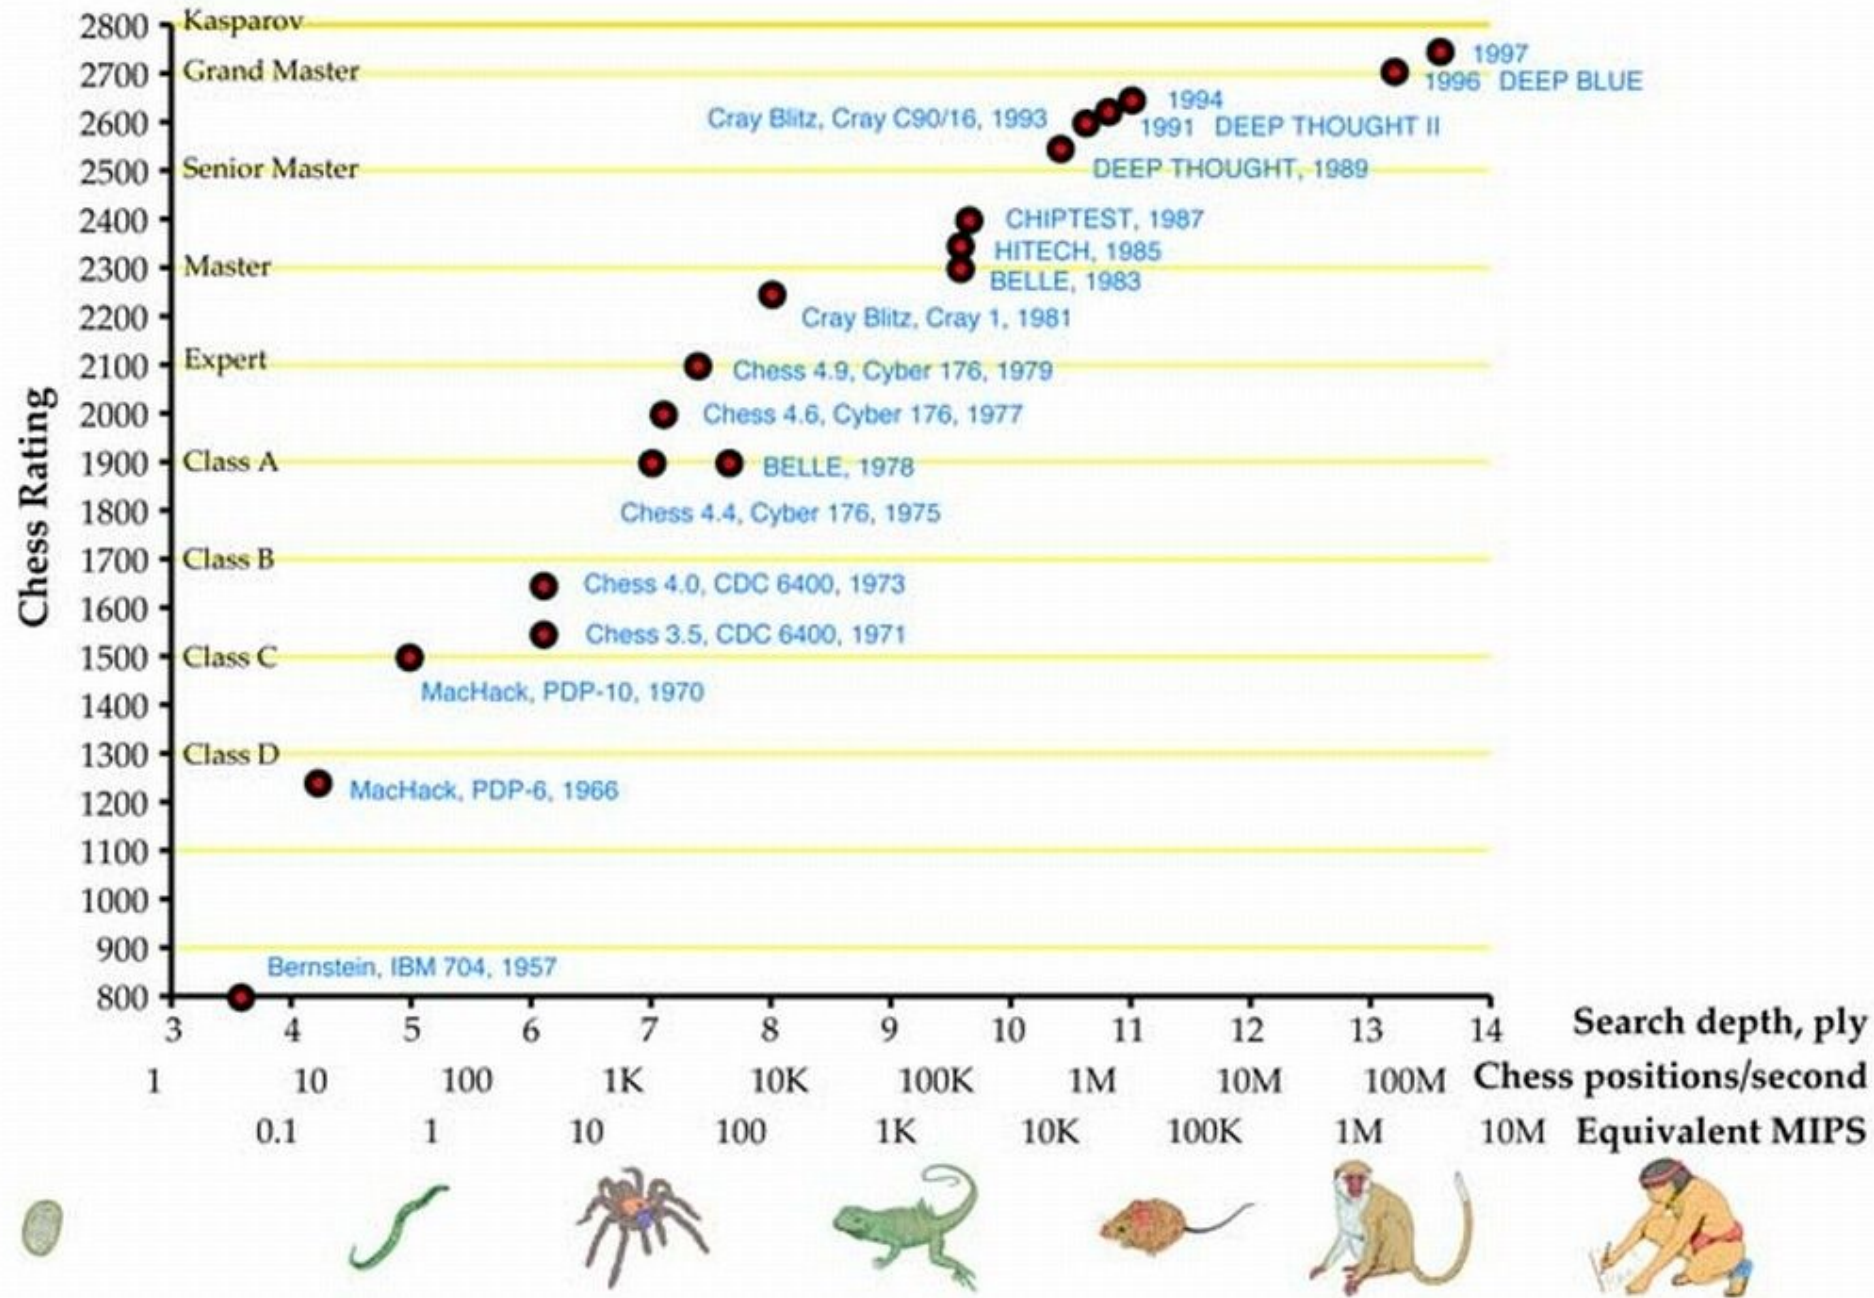 2800 Kasparov
1997
2700 Grand Master
1996 DEEP BLUE
1994
Cray Blitz, Cray C90/16, 1993
2600
1991 DEEP THOUGHT II
2500 Senior Master
DEEP THOUGHT, 1989
2400
CHIPTEST, 1987
HITECH, 1985
2300 Master
BELLE, 1983
2200
Cray Blitz, Cray 1, 1981
2100 Expert
Chess 4.9, Cyber 176, 1979
2000
Chess 4.6, Cyber 176, 1977
1900 Class A
BELLE, 1978
1800
Chess 4.4, Cyber 176, 1975
1700 Class B
Chess 4.0, CDC 6400, 1973
1600
Chess 3.5, CDC 6400, 1971
1500 Class C
MacHack, PDP-10, 1970
1400
1300 Class D
1200
MacHack, PDP-6, 1966
1100
1000
900
Bernstein, IBM 704, 1957
800
Chess Rating
3 4 5 6 7 8 9 10 11 12 13 14 Search depth, ply
1 10 100 1K 10K 100K 1M 10M 100M Chess positions/second
0.1 1 10 100 1K 10K 100K 1M 10M Equivalent MIPS